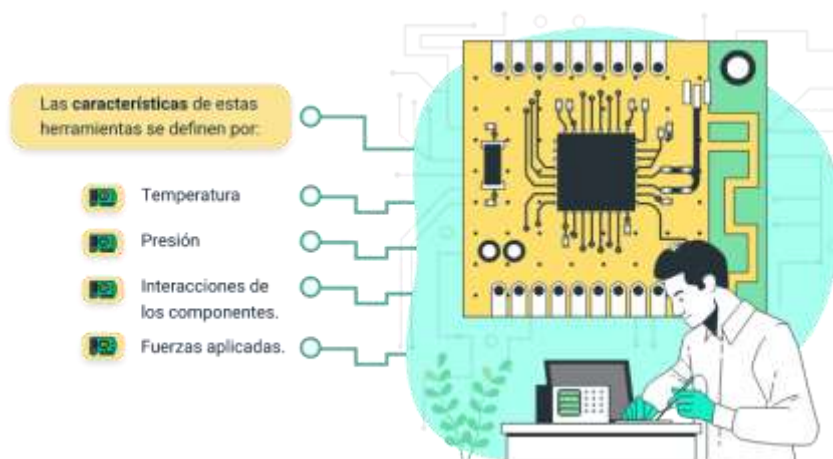 Las características de estas
herramientas se definen por:
Temperatura
Presión
Interacciones de
los componentes.
Fuerzas aplicadas.